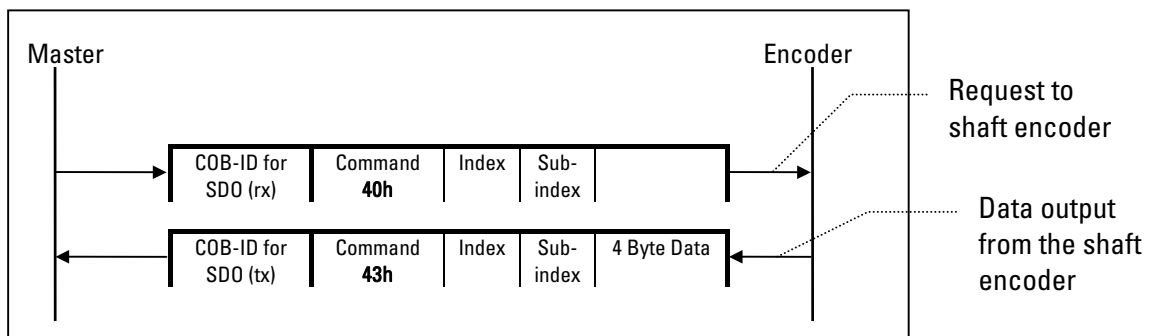 Master
Encoder
Request to
shaft encoder
COB-ID for
SDO (rx)
Command
40h
Index
Sub-
index
Data output
from the shaft
encoder
COB-ID for
SDO (tx)
Command
43h
Index
Sub-
index
4 Byte Data